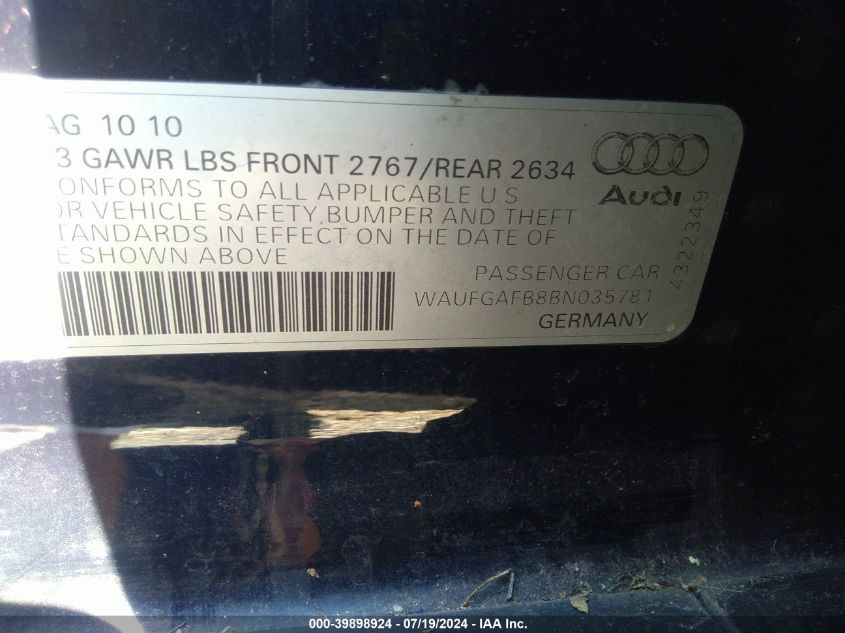 AG 10 10
3 GAWR LBS FRONT 2767/REAR 2634
ONFORMS TO ALL APPLICABLE U.S
OR VEHICLE SAFETY, BUMPER AND THEFT
TANDARDS IN EFFECT ON THE DATE OF
E SHOWN ABOVE
Audi
4322349
PASSENGER CAR
WAUFGAFB8BN035781
GERMANY
000-39898924 - 07/19/2024 - IAA Inc.